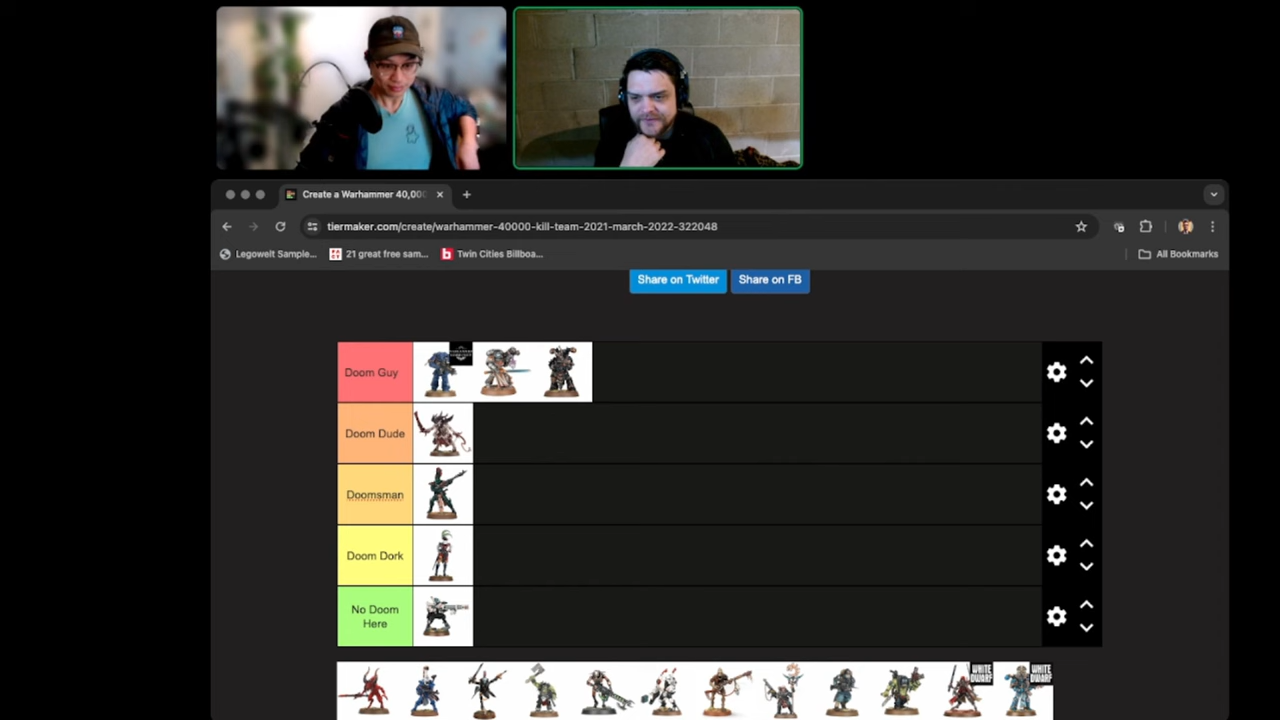 Create a Warhammer 40,00
tiermaker.com/create/warhammer-40000-kill-team-2021-march-2022-322048
Legowelt Sample...
21 great free sam...
Twin Cities Billboa...
All Bookmarks
Share on Twitter
Share on FB
Doom Guy
Doom Dude
Doomsman
Doom Dork
No Doom
Here
WHITE
DWARF
WHITE
DWARF